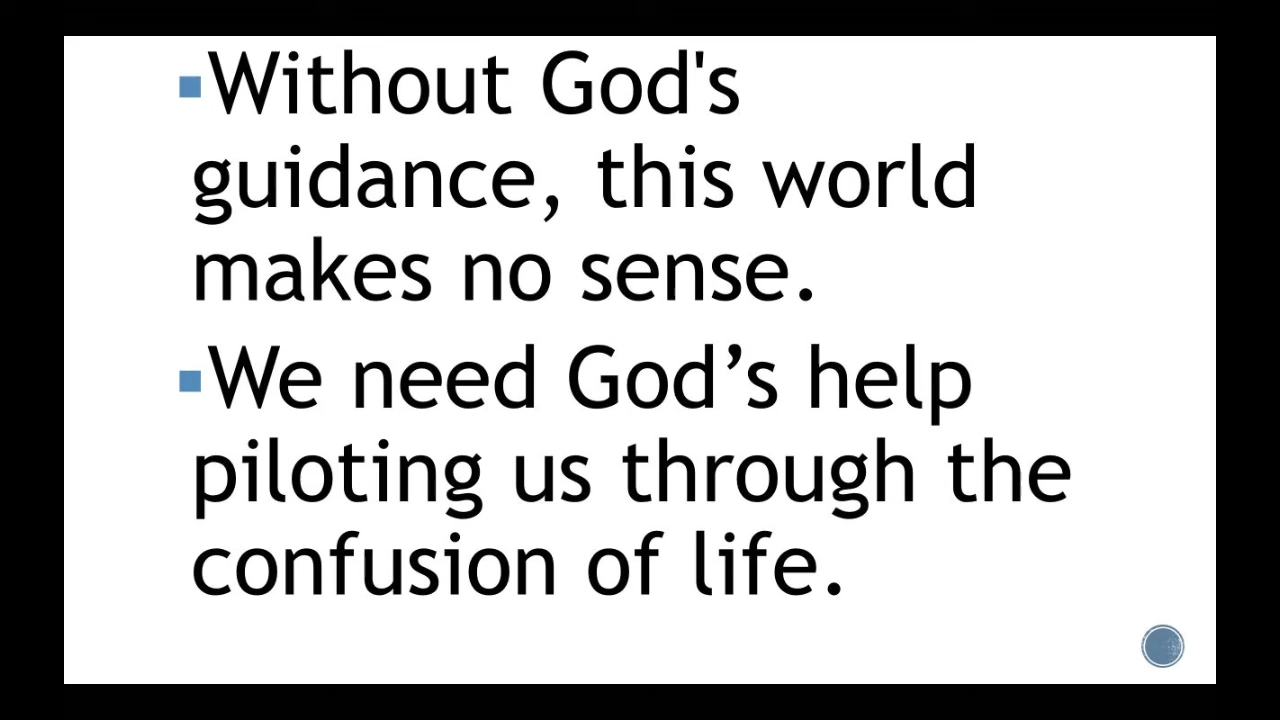 ▪Without God's
guidance, this world
makes no sense.
▪We need God’s help
piloting us through the
confusion of life.